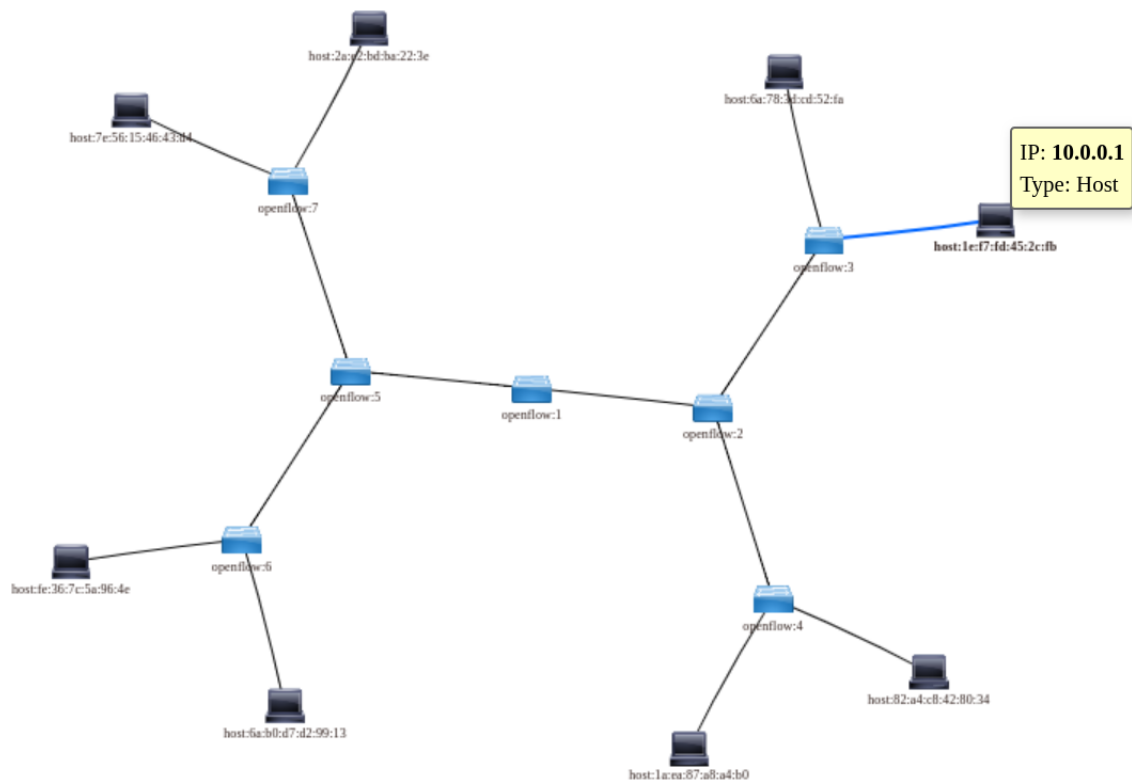 host:2a:c2:bd:ba:22:3e
host:7e:56:15:46:43:d4
openflow:7
host:6a:78:3d:cd:52:fa
IP: 10.0.0.1
Type: Host
host:1e:f7:fd:45:2c:fb
openflow:3
openflow:5
openflow:1
openflow:2
openflow:6
host:fe:36:7c:5a:96:4e
openflow:4
host:82:a4:c8:42:80:34
host:6a:b0:d7:d2:99:13
host:1a:ea:87:a8:a4:b0